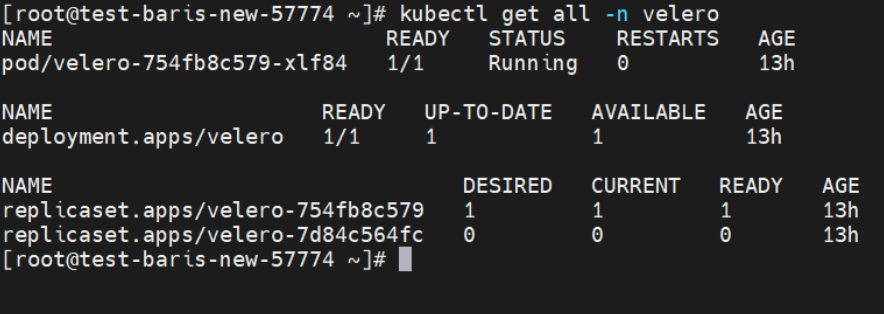 [root@test-baris-new-57774 ~]# kubectl get all -n velero
NAME                          READY   STATUS    RESTARTS   AGE
pod/velero-754fb8c579-xlf84   1/1     Running   0          13h

NAME                     READY   UP-TO-DATE   AVAILABLE   AGE
deployment.apps/velero   1/1     1            1           13h

NAME                                DESIRED   CURRENT   READY   AGE
replicaset.apps/velero-754fb8c579   1         1         1       13h
replicaset.apps/velero-7d84c564fc   0         0         0       13h
[root@test-baris-new-57774 ~]#